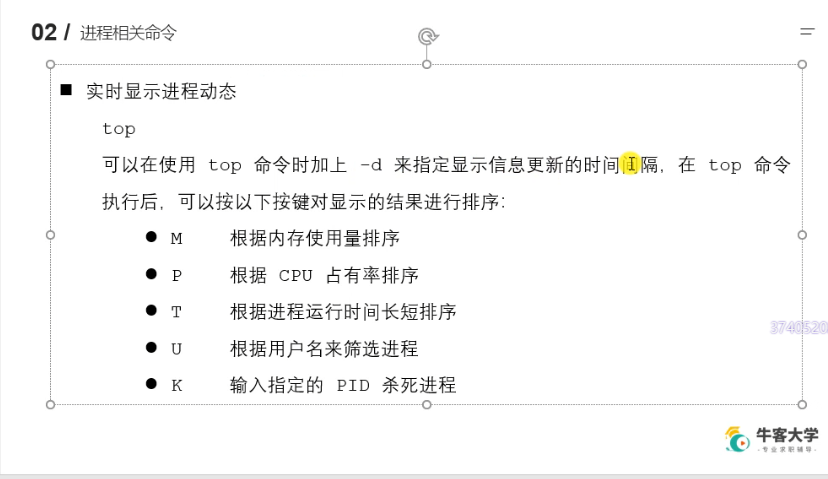 02 / 进程相关命令
■ 实时显示进程动态
top
可以在使用 top 命令时加上 -d 来指定显示信息更新的时间间隔，在 top 命令
执行后，可以按以下按键对显示的结果进行排序：
● M 根据内存使用量排序
● P 根据 CPU 占有率排序
● T 根据进程运行时间长短排序
● U 根据用户名来筛选进程
● K 输入指定的 PID 杀死进程
3740520
牛客大学
·专业求职辅导·